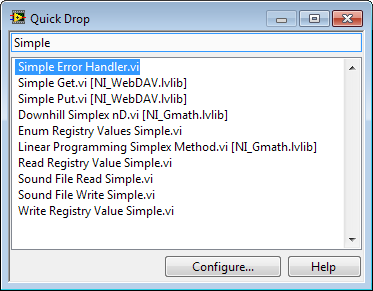 Quick Drop
Simple
Simple Error Handler.vi
Simple Get.vi [NI_WebDAV.lvlib]
Simple Put.vi [NI_WebDAV.lvlib]
Downhill Simplex nD.vi [NI_Gmath.lvlib]
Enum Registry Values Simple.vi
Linear Programming Simplex Method.vi [NI_Gmath.lvlib]
Read Registry Value Simple.vi
Sound File Read Simple.vi
Sound File Write Simple.vi
Write Registry Value Simple.vi
Configure... Help